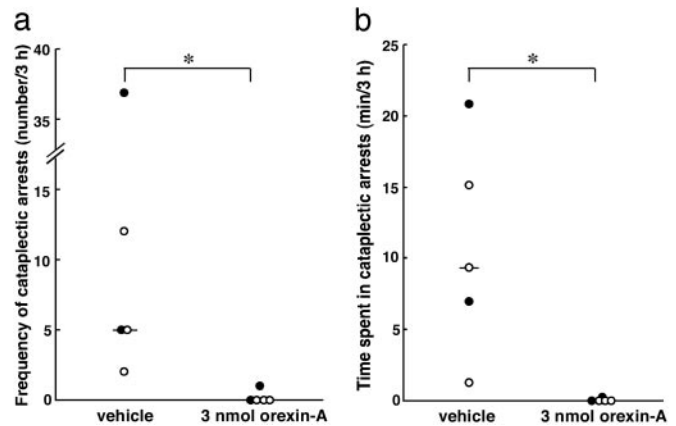 a
Frequency of cataplectic arrests (number/3 h)
40
35
15
10
5
0
*
vehicle
3 nmol orexin-A
b
Time spent in cataplectic arrests (min/3 h)
25
20
15
10
5
0
*
vehicle
3 nmol orexin-A